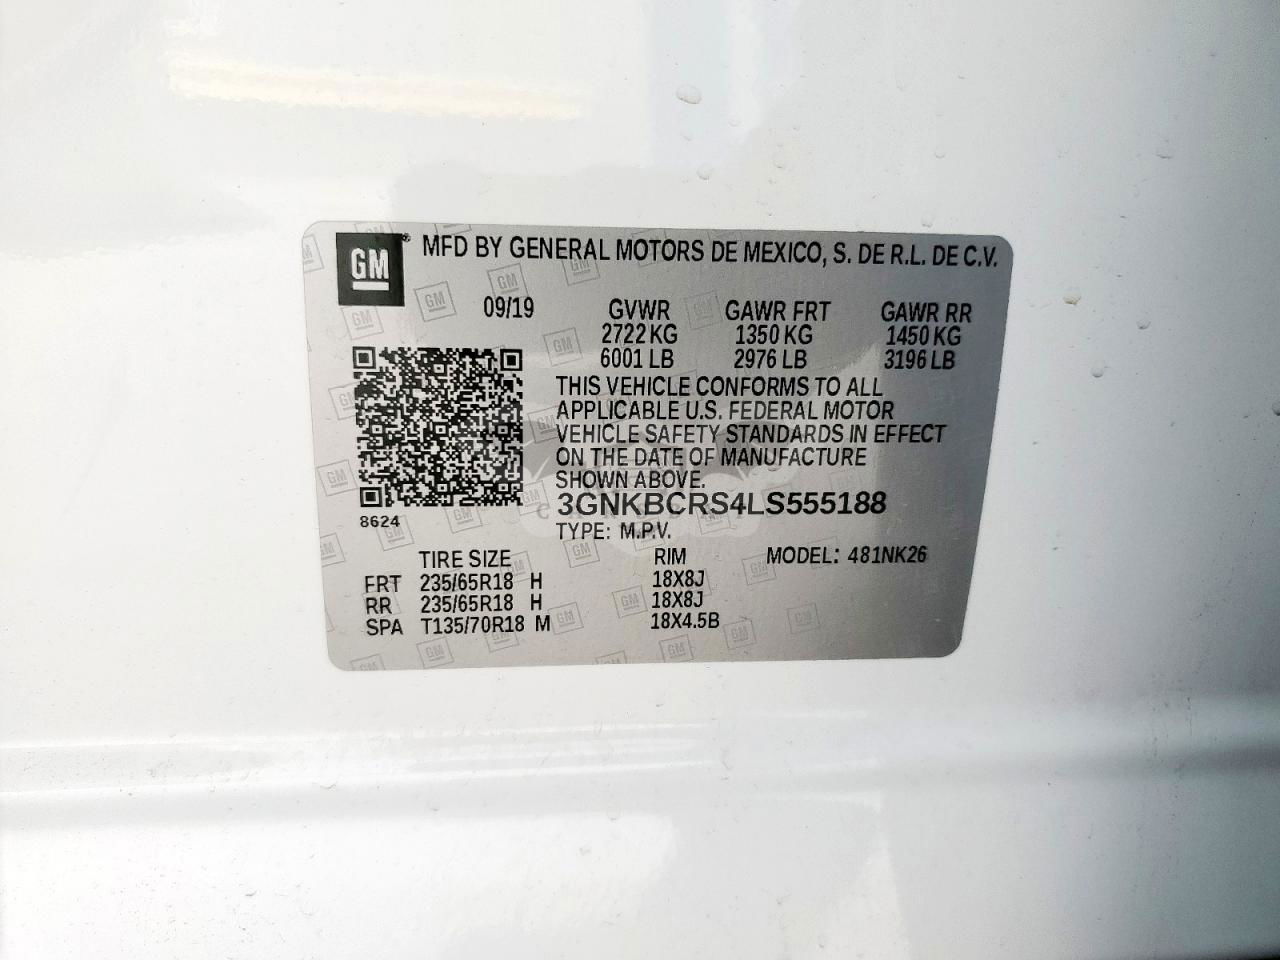 GM® MFD BY GENERAL MOTORS DE MEXICO, S. DE R.L. DE C.V.
09/19 GVWR GAWR FRT GAWR RR
2722 KG 1350 KG 1450 KG
6001 LB 2976 LB 3196 LB
THIS VEHICLE CONFORMS TO ALL
APPLICABLE U.S. FEDERAL MOTOR
VEHICLE SAFETY STANDARDS IN EFFECT
ON THE DATE OF MANUFACTURE
SHOWN ABOVE.
3GNKBCRS4LS555188
8624
TYPE: M.P.V.
TIRE SIZE RIM MODEL: 481NK26
FRT 235/65R18 H 18X8J
RR 235/65R18 H 18X8J
SPA T135/70R18 M 18X4.5B